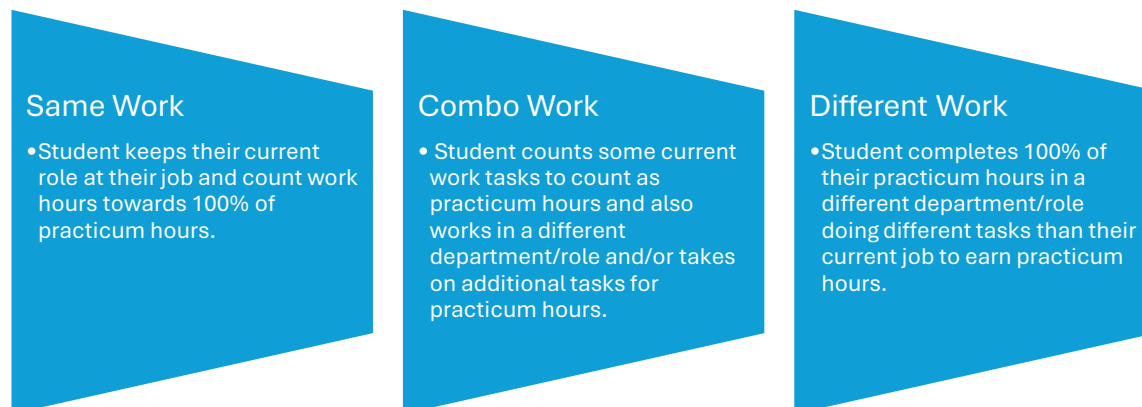 Same Work
•Student keeps their current
role at their job and count work
hours towards 100% of
practicum hours.
Combo Work
• Student counts some current
work tasks to count as
practicum hours and also
works in a different
department/role and/or takes
on additional tasks for
practicum hours.
Different Work
•Student completes 100% of
their practicum hours in a
different department/role
doing different tasks than their
current job to earn practicum
hours.